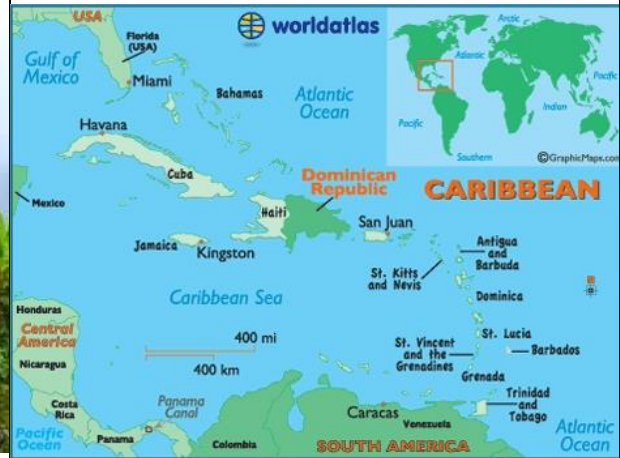 USA
worldatlas
Arctic
Atlantic
Pacific
Indian
Pacific
Southern
©GraphicMaps.com
Gulf of
Mexico
Florida
(USA)
Miami
Bahamas
Atlantic
Ocean
Havana
Cuba
Dominican
Republic
CARIBBEAN
Mexico
Haiti
San Juan
Jamaica
Kingston
Antigua
and
Barbuda
St. Kitts
and Nevis
Dominica
Caribbean Sea
Honduras
Central
America
400 mi
400 km
St. Lucia
St. Vincent
and the
Grenadines
Barbados
Nicaragua
Grenada
Costa
Rica
Panama
Canal
Trinidad
and
Tobago
Caracas
Venezuela
Pacific
Ocean
Panama
Colombia
SOUTH AMERICA
Atlantic
Ocean